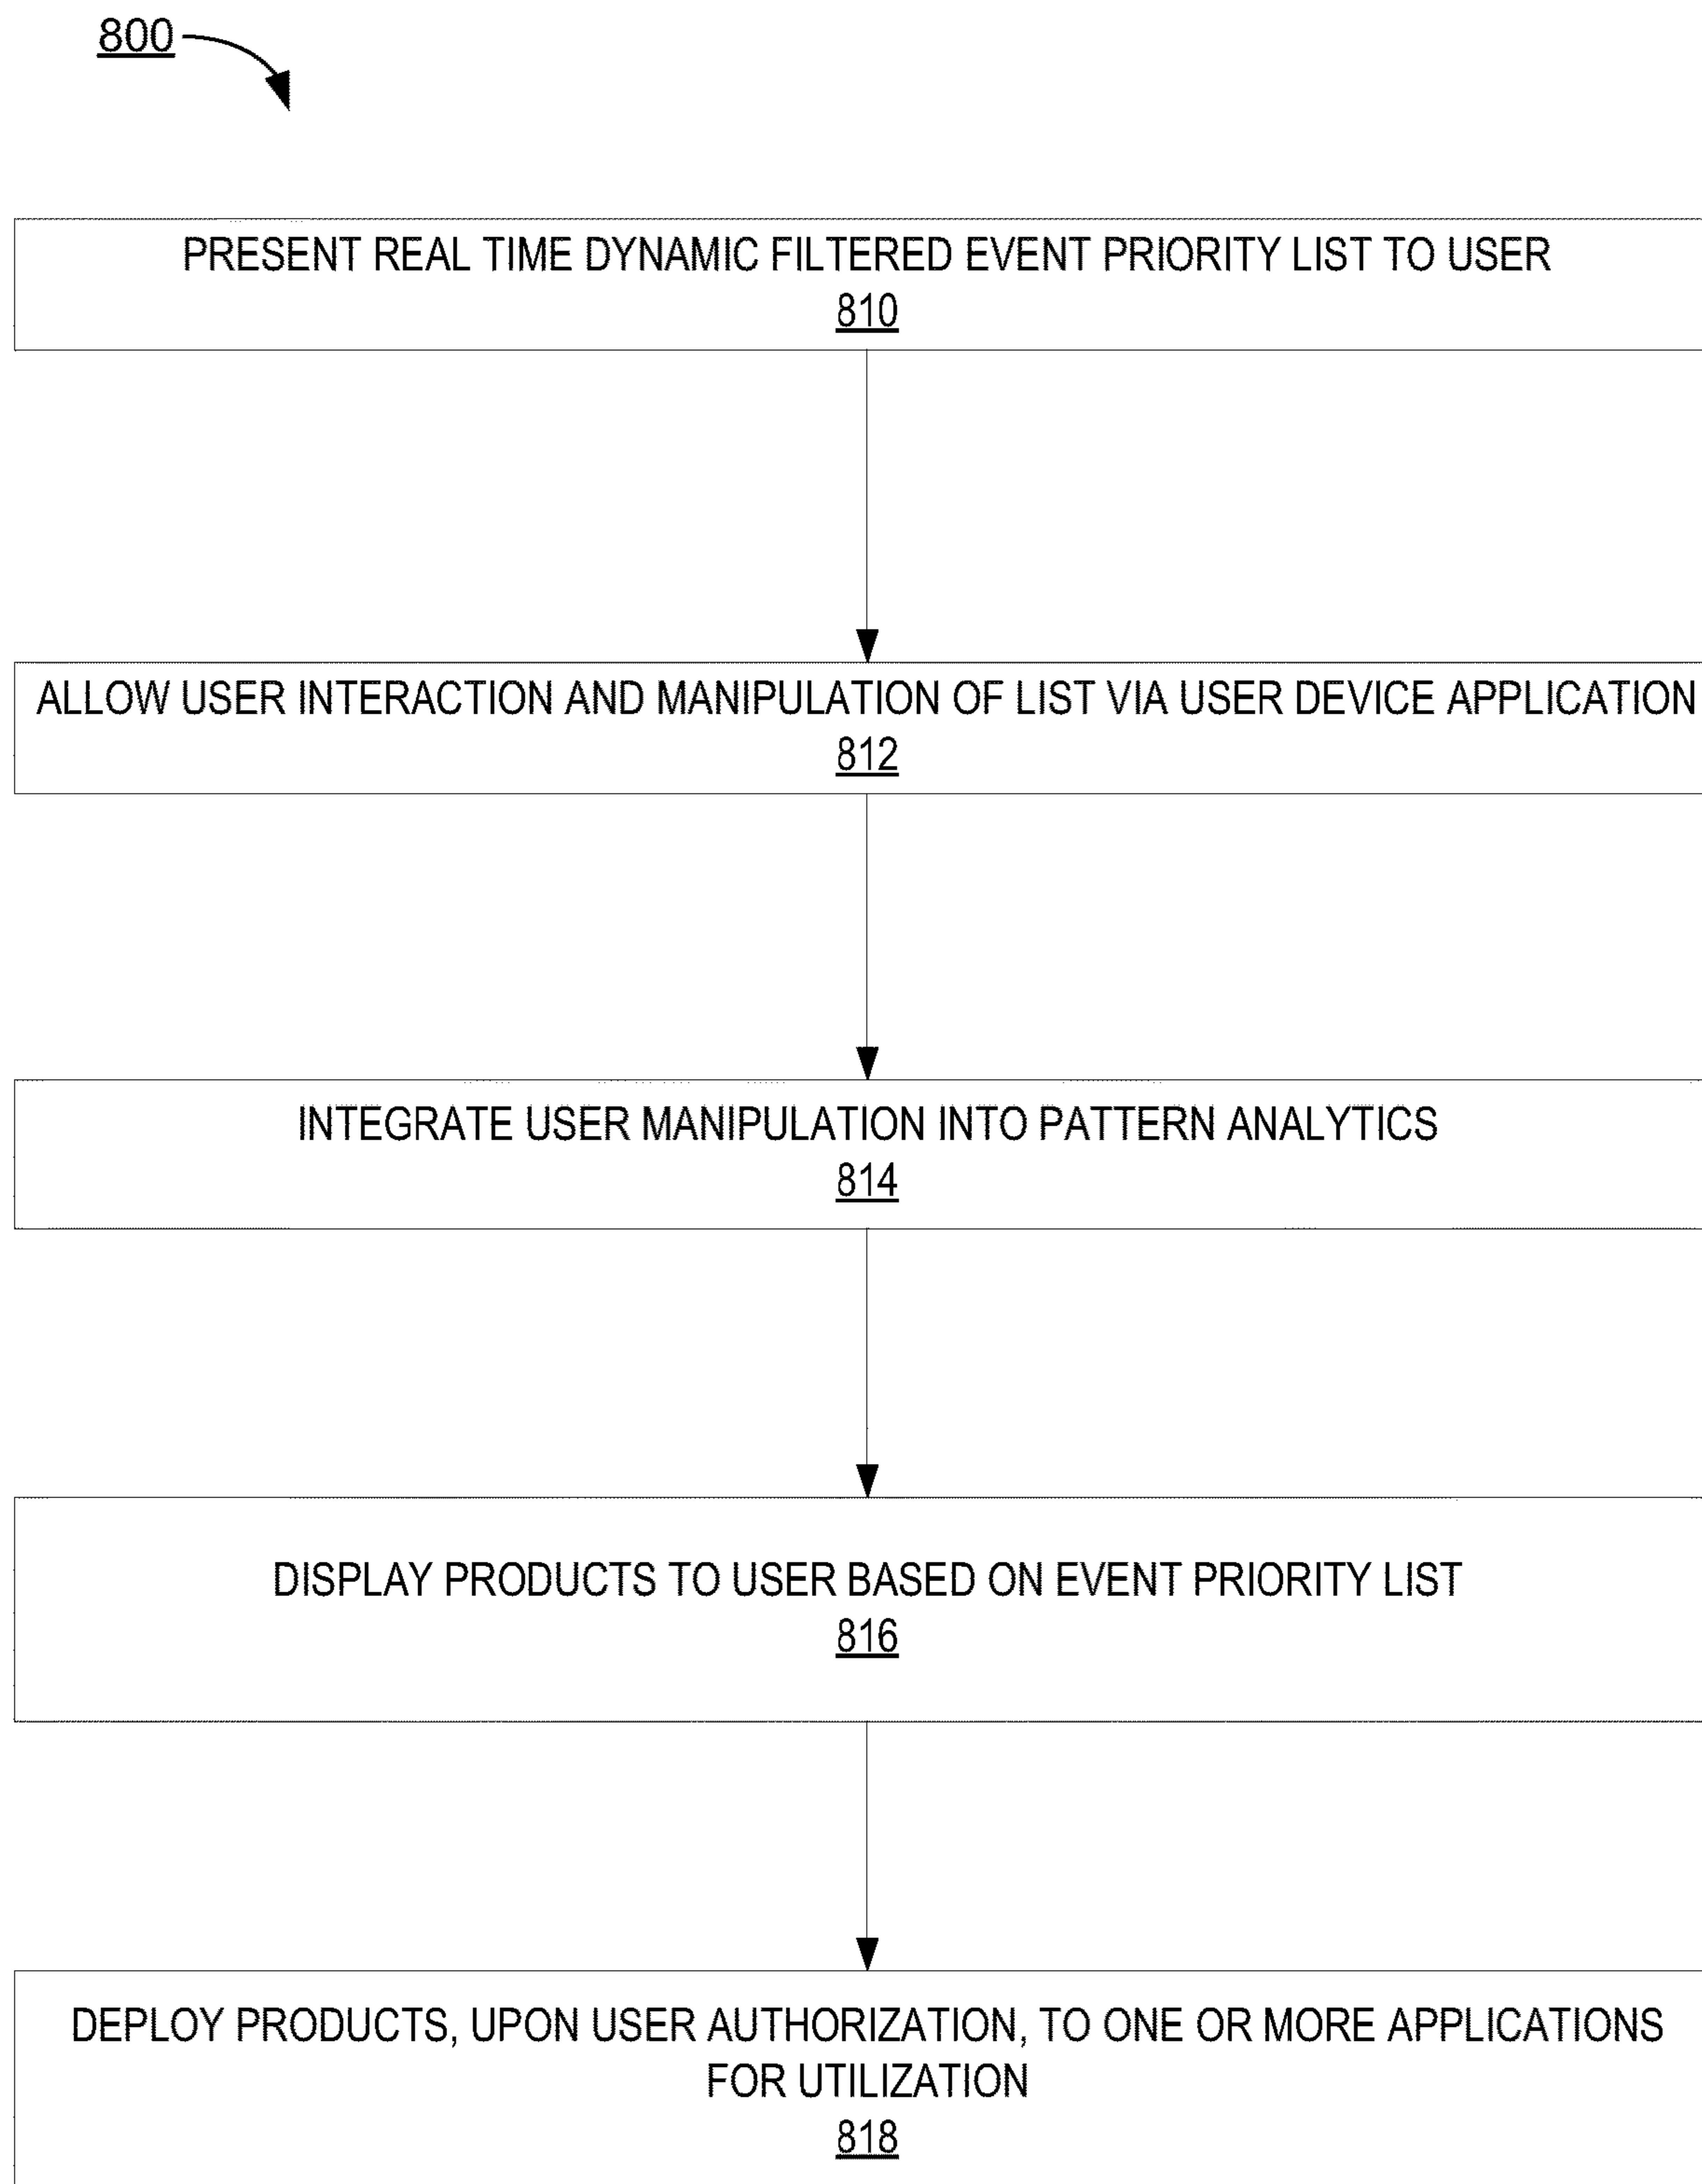 800
PRESENT REAL TIME DYNAMIC FILTERED EVENT PRIORITY LIST TO USER
810
ALLOW USER INTERACTION AND MANIPULATION OF LIST VIA USER DEVICE APPLICATION
812
INTEGRATE USER MANIPULATION INTO PATTERN ANALYTICS
814
DISPLAY PRODUCTS TO USER BASED ON EVENT PRIORITY LIST
816
DEPLOY PRODUCTS, UPON USER AUTHORIZATION, TO ONE OR MORE APPLICATIONS
FOR UTILIZATION
818